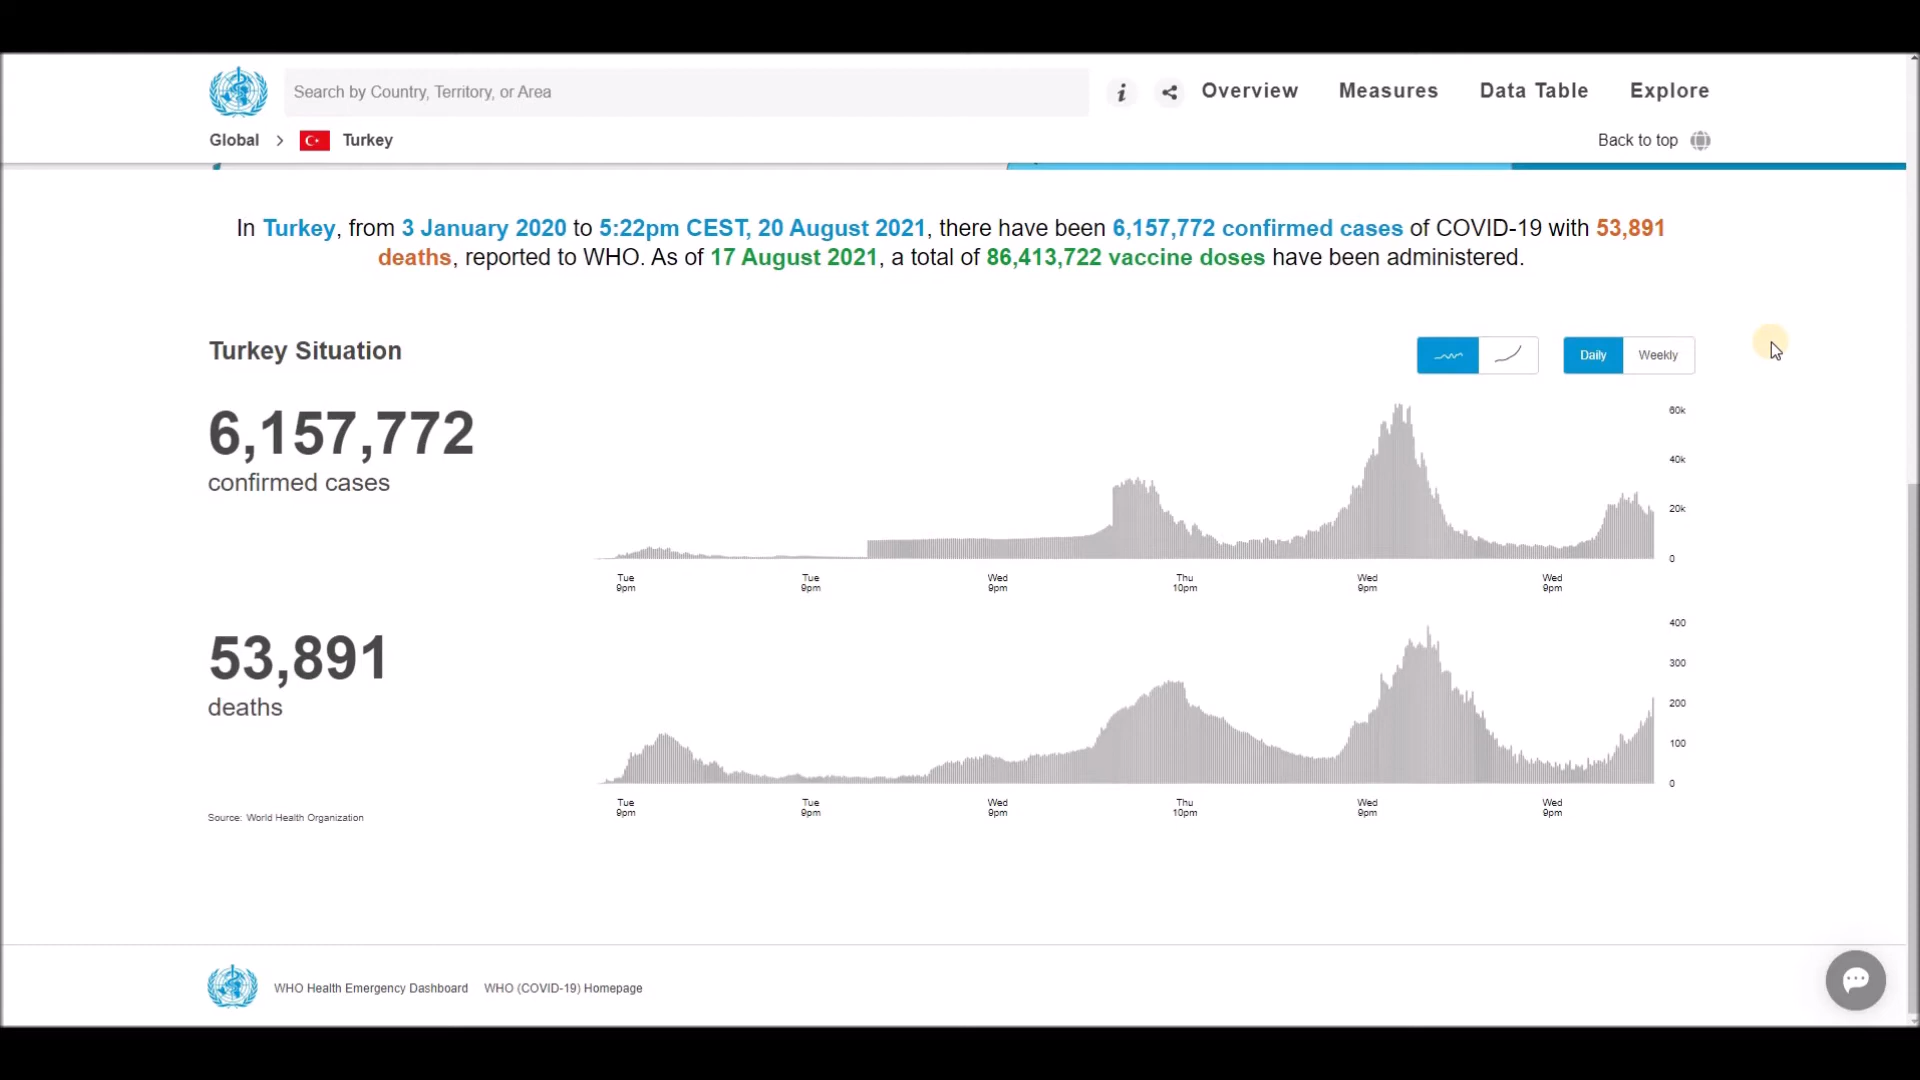 Search by Country, Territory, or Area
i
Overview
Measures
Data Table
Explore
Global > Turkey
Back to top
In Turkey, from 3 January 2020 to 5:22pm CEST, 20 August 2021, there have been 6,157,772 confirmed cases of COVID-19 with 53,891
deaths, reported to WHO. As of 17 August 2021, a total of 86,413,722 vaccine doses have been administered.
Turkey Situation
Daily
Weekly
6,157,772
confirmed cases
60k
40k
20k
0
Tue
9pm
Tue
9pm
Wed
9pm
Thu
10pm
Wed
9pm
Wed
9pm
53,891
deaths
400
300
200
100
0
Tue
9pm
Tue
9pm
Wed
9pm
Thu
10pm
Wed
9pm
Wed
9pm
Source: World Health Organization
WHO Health Emergency Dashboard
WHO (COVID-19) Homepage